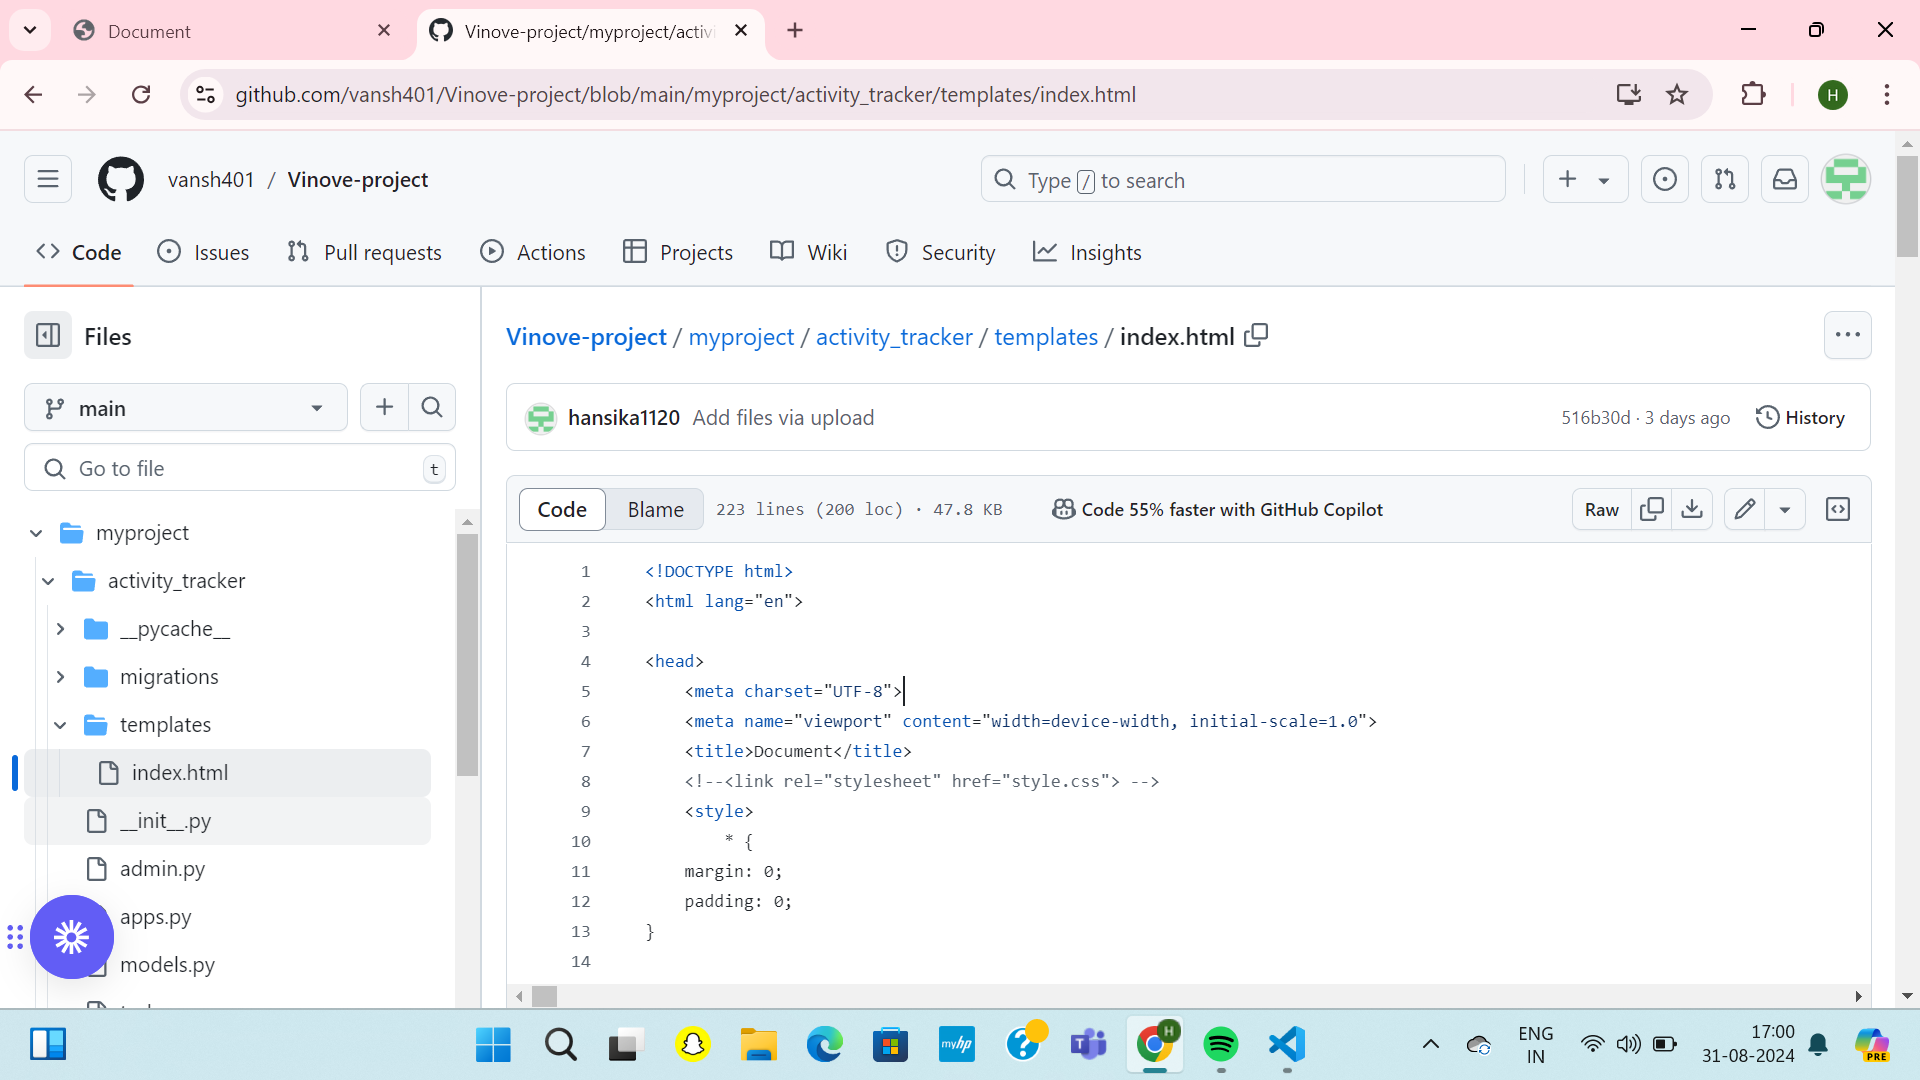 Document
Vinove-project/myproject/activi
github.com/vansh401/Vinove-project/blob/main/myproject/activity_tracker/templates/index.html
H
vansh401 / Vinove-project
Type / to search
Code Issues Pull requests Actions Projects Wiki Security Insights
Files
main
Go to file t
myproject
activity_tracker
__pycache__
migrations
templates
index.html
__init__.py
admin.py
apps.py
models.py
Vinove-project / myproject / activity_tracker / templates / index.html
hansika1120 Add files via upload 516b30d · 3 days ago History
Code Blame 223 lines (200 loc) · 47.8 KB Code 55% faster with GitHub Copilot Raw
1 <!DOCTYPE html>
2 <html lang="en">
3
4 <head>
5 <meta charset="UTF-8">
6 <meta name="viewport" content="width=device-width, initial-scale=1.0">
7 <title>Document</title>
8 <!--<link rel="stylesheet" href="style.css"> -->
9 <style>
10 * {
11 margin: 0;
12 padding: 0;
13 }
14
myhp
H
ENG
IN
17:00
31-08-2024
PRE